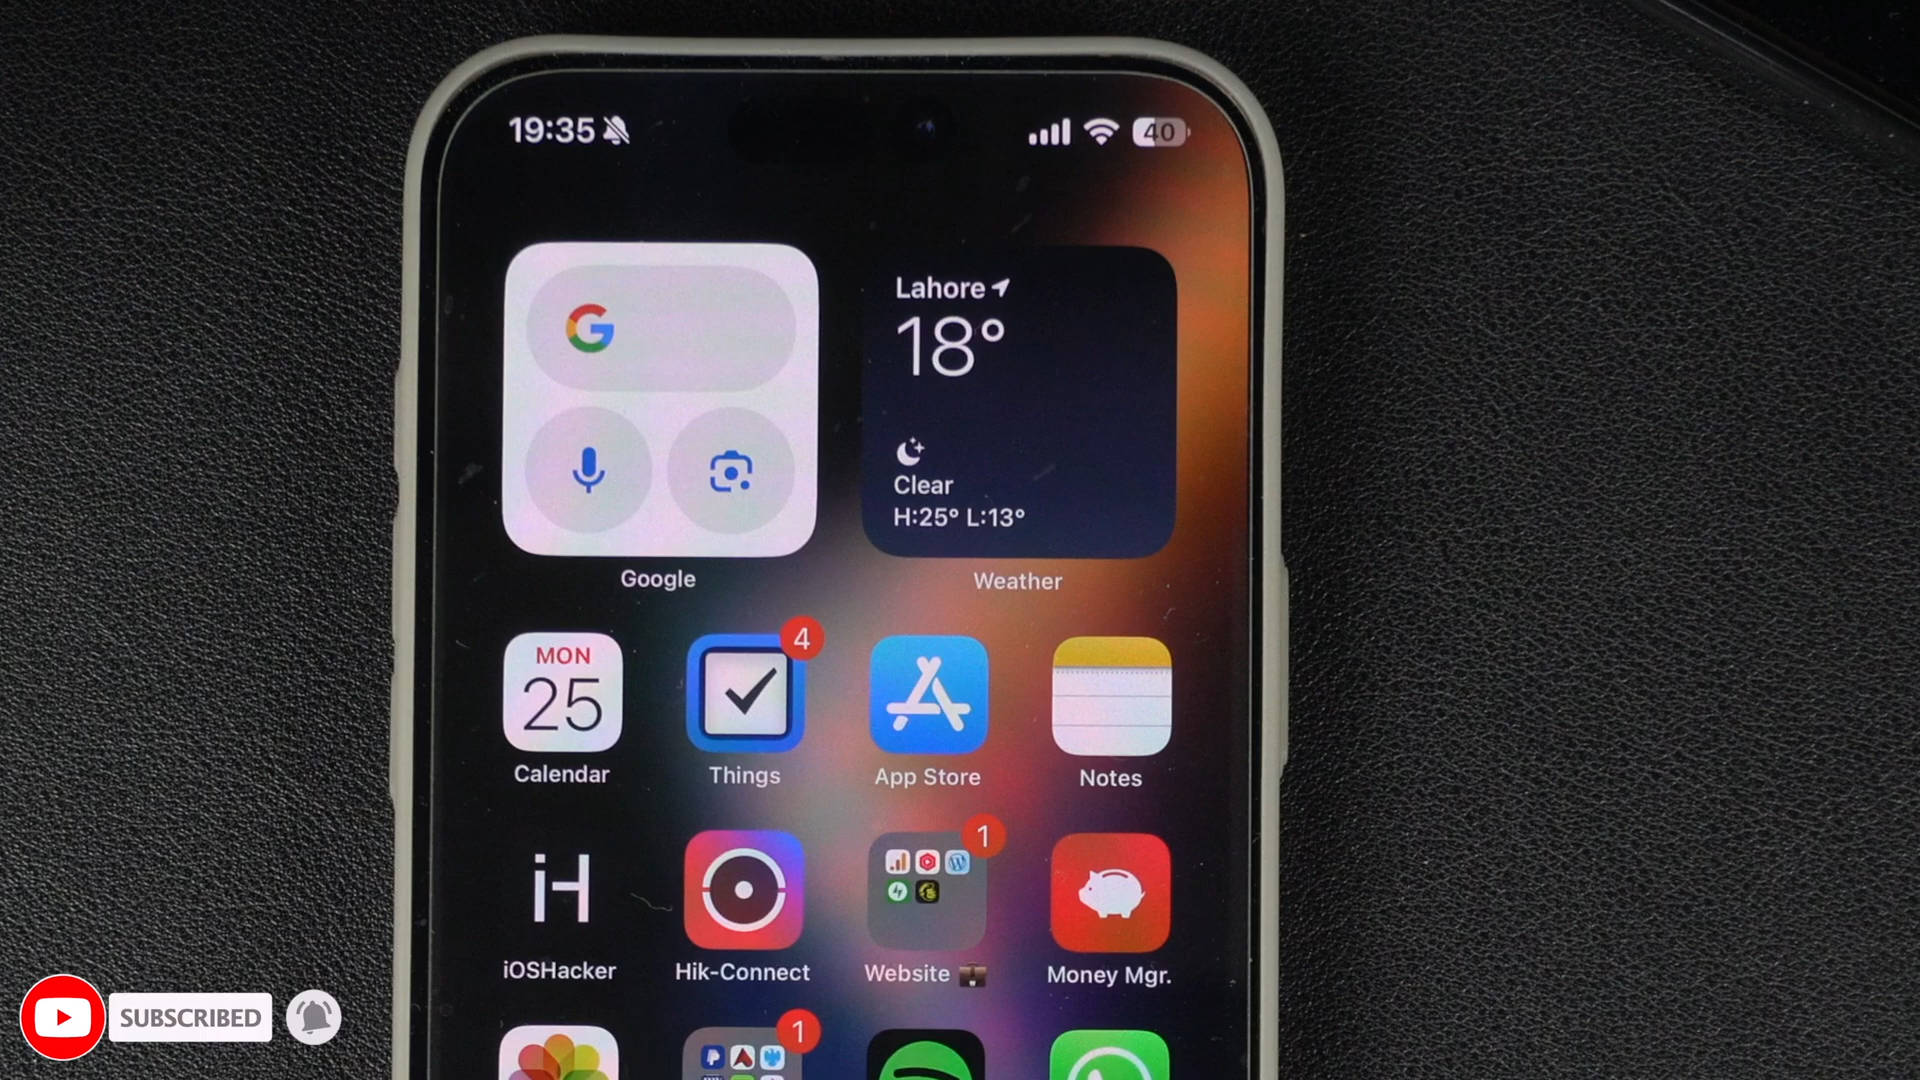 19:35
40
Lahore
18°
Clear
H:25° L:13°
Google
Weather
MON
25
4
Calendar
Things
App Store
Notes
iH
1
iOSHacker
Hik-Connect
Website
Money Mgr.
1
SUBSCRIBED